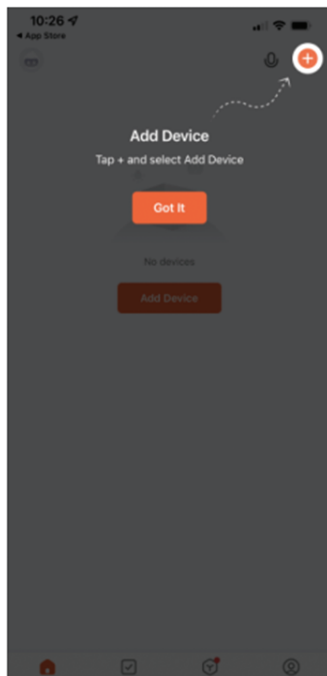 10:26
◀ App Store
Add Device
Tap + and select Add Device
Got It
No devices
Add Device